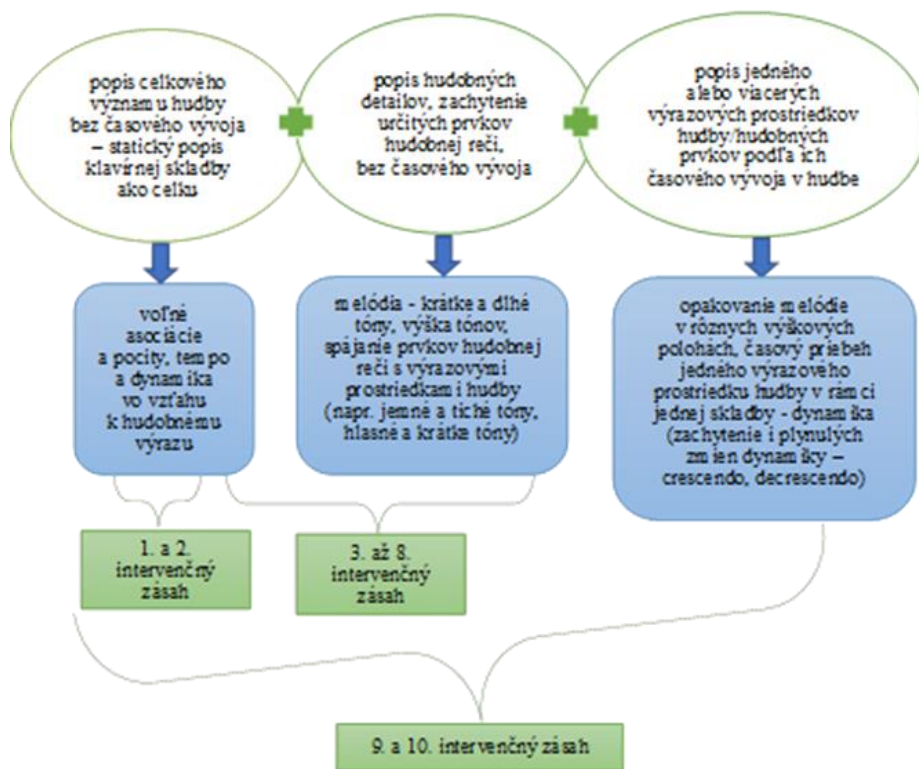 popis celkového
významu hudby
bez časového vývoja
– statický popis
klavírnej skladby
ako celku
popis hudobných
detailov, zachytenie
určitých prvkov
hudobnej reči,
bez časového vývoja
popis jedného
alebo viacerých
výrazových prostriedkov
hudby/hudobných
prvkov podľa ich
časového vývoja v hudbe
voľné
asociácie
a pocity, tempo
a dynamika
vo vzťahu
k hudobnému
výrazu
melódia - krátke a dlhé
tóny, výška tónov,
spájanie prvkov hudobnej
reči s výrazovými
prostriedkami hudby
(napr. jemné a tiché tóny,
hlasné a krátke tóny)
opakovanie melódie
v rôznych výškových
polohách, časový priebeh
jedného výrazového
prostriedku hudby v rámci
jednej skladby - dynamika
(zachytenie i plynulých
zmien dynamiky –
crescendo, decrescendo)
1. a 2.
intervenčný
zásah
3. až 8.
intervenčný
zásah
9. a 10. intervenčný zásah